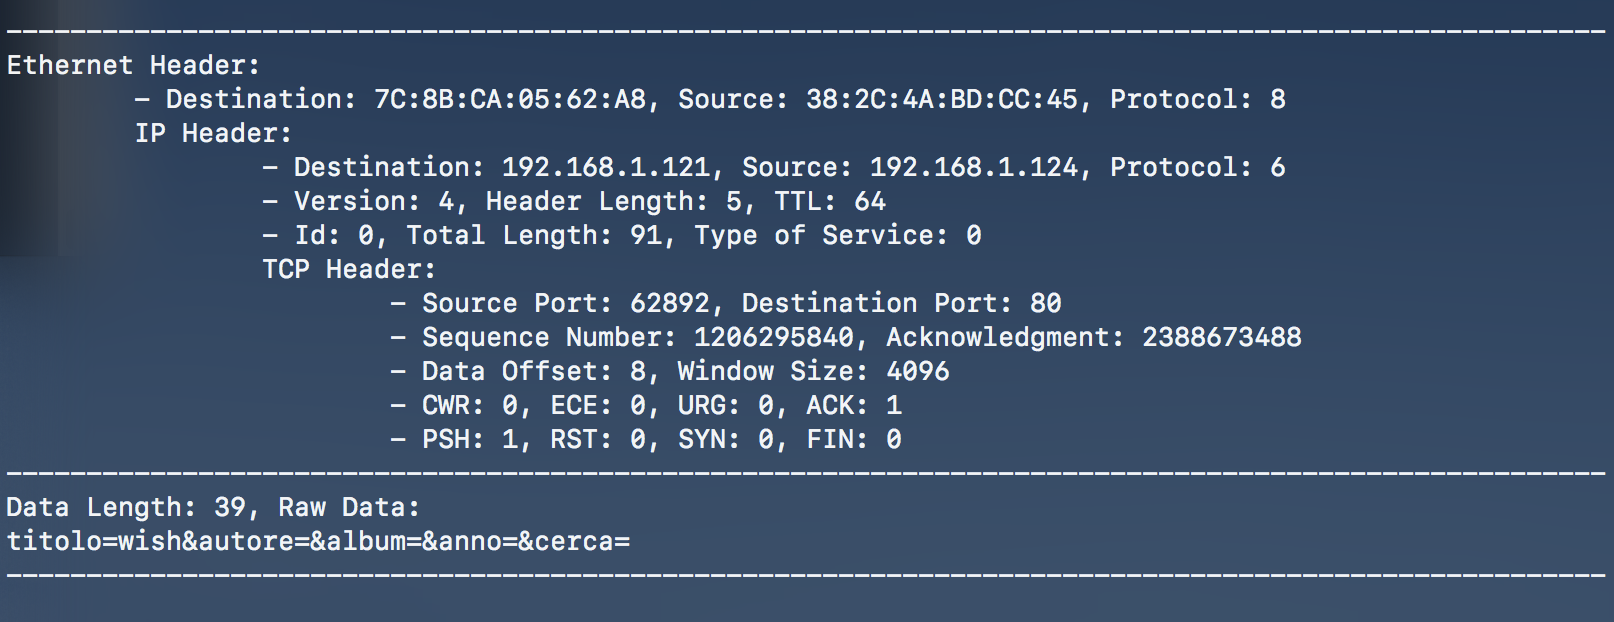 Ethernet Header:
- Destination: 7C:8B:CA:05:62:A8, Source: 38:2C:4A:BD:CC:45, Protocol: 8
IP Header:
- Destination: 192.168.1.121, Source: 192.168.1.124, Protocol: 6
- Version: 4, Header Length: 5, TTL: 64
- Id: 0, Total Length: 91, Type of Service: 0
TCP Header:
- Source Port: 62892, Destination Port: 80
- Sequence Number: 1206295840, Acknowledgment: 2388673488
- Data Offset: 8, Window Size: 4096
- CWR: 0, ECE: 0, URG: 0, ACK: 1
- PSH: 1, RST: 0, SYN: 0, FIN: 0
Data Length: 39, Raw Data:
titolo=wish&autore=&album=&anno=&cerca=